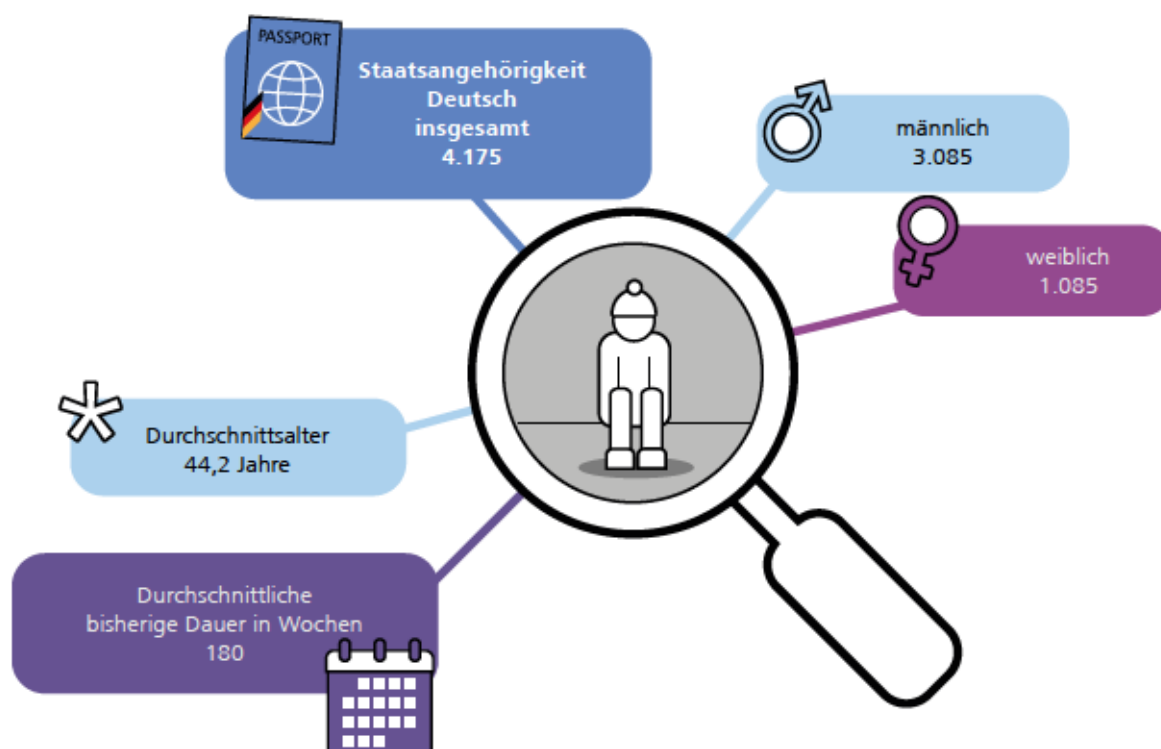 PASSPORT
Staatsangehörigkeit
Deutsch
insgesamt
4.175
männlich
3.085
weiblich
1.085
Durchschnittsalter
44,2 Jahre
Durchschnittliche
bisherige Dauer in Wochen
180